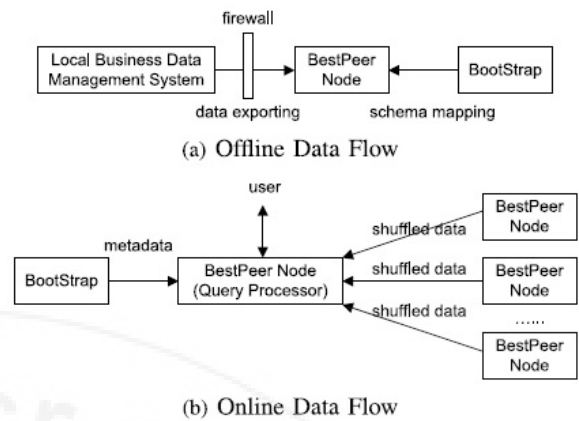 firewall
Local Business Data
Management System
BestPeer
Node
BootStrap
data exporting
schema mapping
(a) Offline Data Flow
user
metadata
BootStrap
BestPeer Node
(Query Processor)
shuffled data
shuffled data
shuffled data
BestPeer
Node
BestPeer
Node
......
BestPeer
Node
(b) Online Data Flow